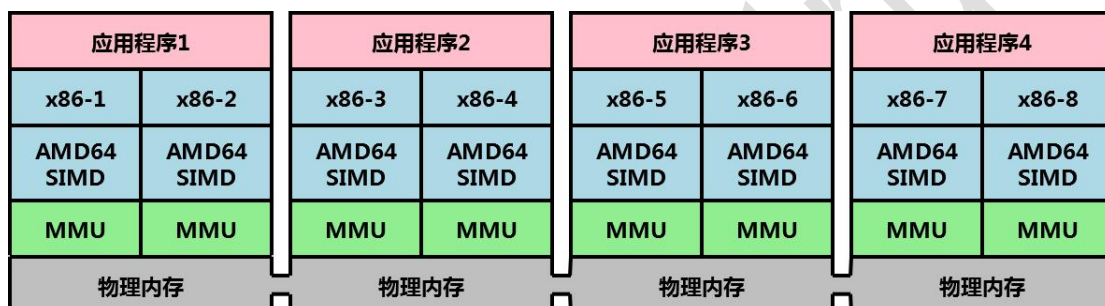 应用程序1 应用程序2 应用程序3 应用程序4
x86-1 x86-2 x86-3 x86-4 x86-5 x86-6 x86-7 x86-8
AMD64 AMD64 AMD64 AMD64 AMD64 AMD64 AMD64 AMD64
SIMD SIMD SIMD SIMD SIMD SIMD SIMD SIMD
MMU MMU MMU MMU MMU MMU MMU MMU
物理内存 物理内存 物理内存 物理内存